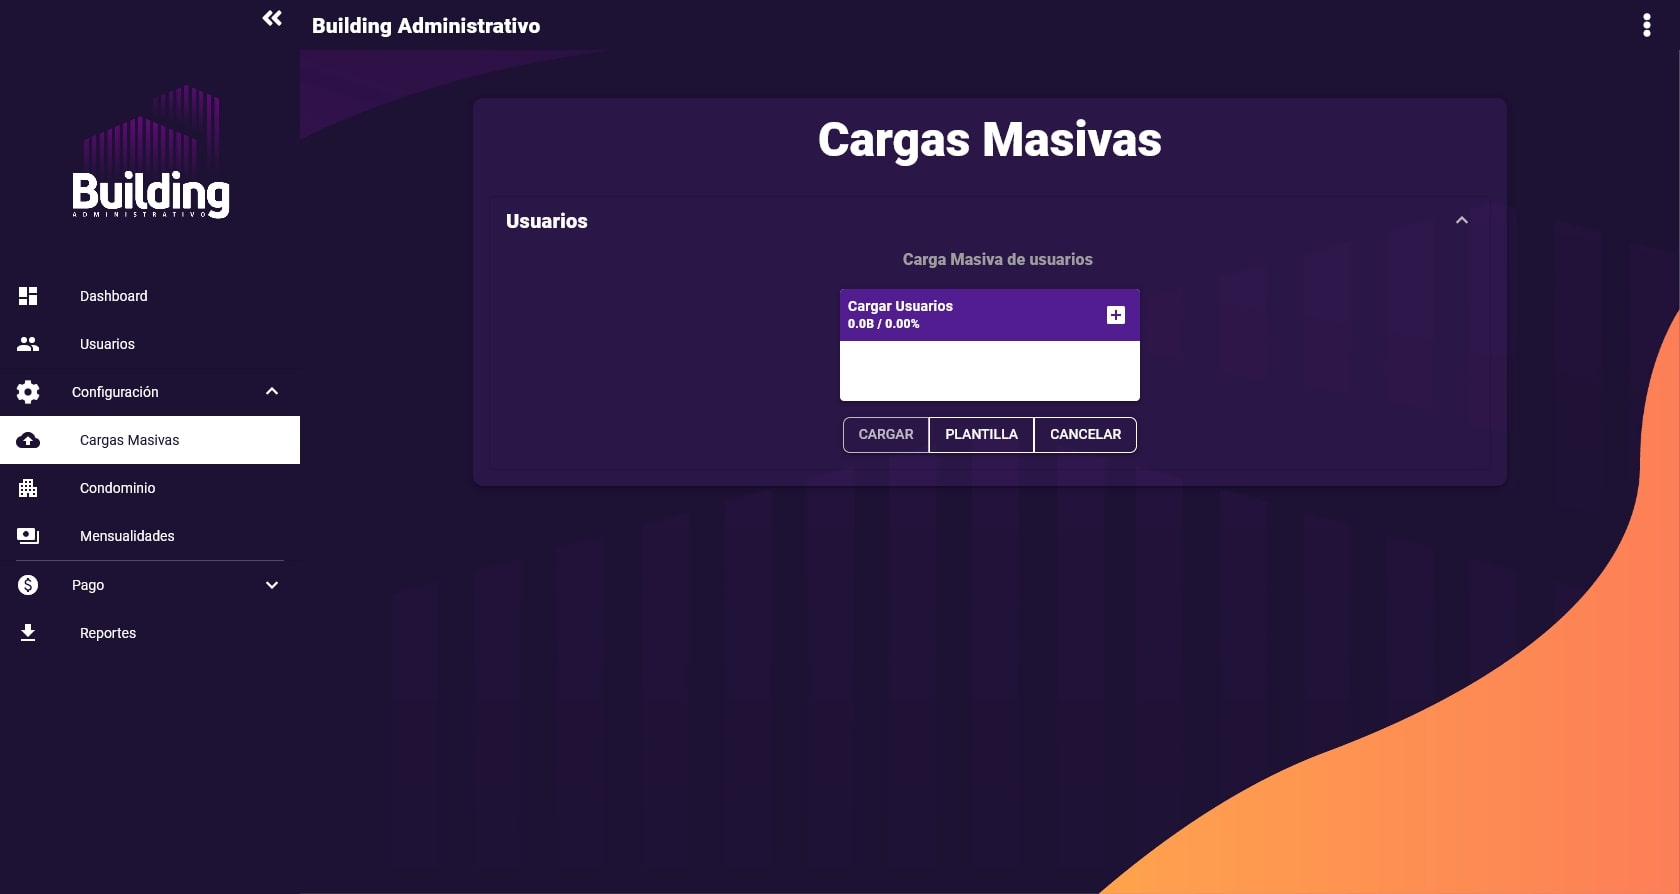 Building Administrativo
Building
ADMINISTRATIVO
Dashboard
Usuarios
Configuración
Cargas Masivas
Condominio
Mensualidades
Pago
Reportes
Cargas Masivas
Usuarios
Carga Masiva de usuarios
Cargar Usuarios
0.0B / 0.00%
CARGAR PLANTILLA CANCELAR